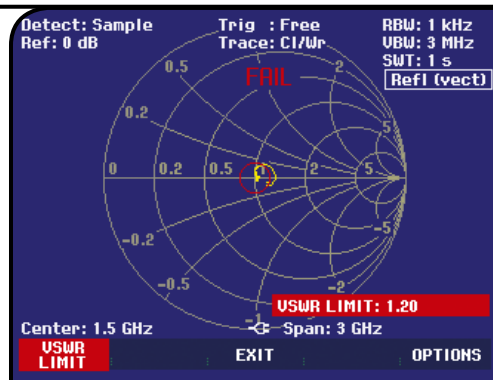 Detect: Sample Trig : Free RBW: 1 kHz
Ref: 0 dB Trace: Cl/Wr VBW: 3 MHz
SWT: 1 s
Refl (vect)
FAIL
0.5 2
0.2 5
0 0.2 0.5 1 2 5
-0.2 -5
-0.5 -2
VSWR LIMIT: 1.20
-1
Center: 1.5 GHz Span: 3 GHz
VSWR LIMIT EXIT OPTIONS